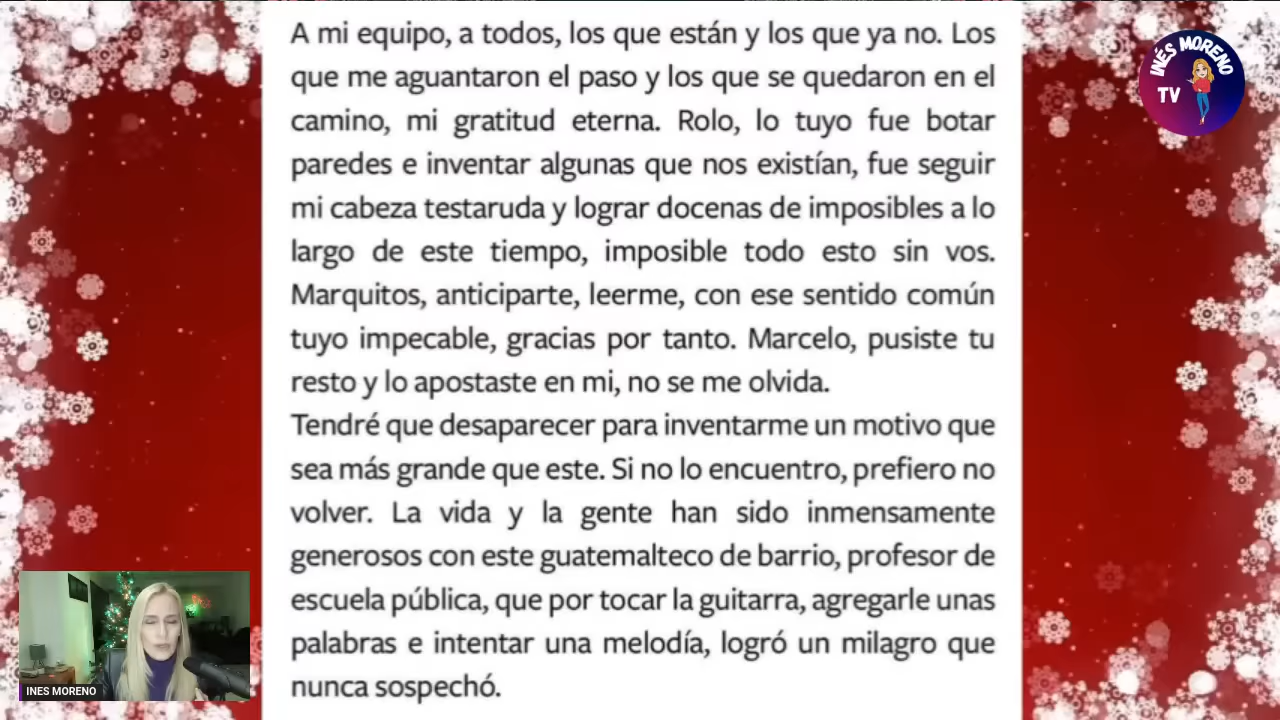 A mi equipo, a todos, los que están y los que ya no. Los
que me aguantaron el paso y los que se quedaron en el
camino, mi gratitud eterna. Rolo, lo tuyo fue botar
paredes e inventar algunas que nos existían, fue seguir
mi cabeza testaruda y lograr docenas de imposibles a lo
largo de este tiempo, imposible todo esto sin vos.
Marquitos, anticiparte, leerme, con ese sentido común
tuyo impecable, gracias por tanto. Marcelo, pusiste tu
resto y lo apostaste en mi, no se me olvida.
Tendré que desaparecer para inventarme un motivo que
sea más grande que este. Si no lo encuentro, prefiero no
volver. La vida y la gente han sido inmensamente
generosos con este guatemalteco de barrio, profesor de
escuela pública, que por tocar la guitarra, agregarle unas
palabras e intentar una melodía, logró un milagro que
nunca sospechó.
INÉS MORENO
TV
INES MORENO